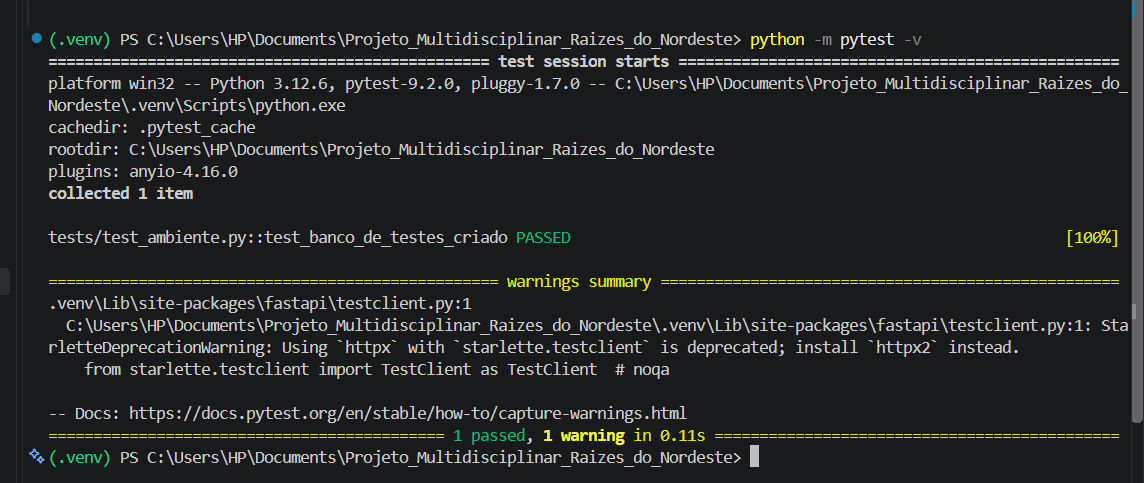 (.venv) PS C:\Users\HP\Documents\Projeto_Multidisciplinar_Raizes_do_Nordeste> python -m pytest -v
================================================= test session starts =================================================
platform win32 -- Python 3.12.6, pytest-9.2.0, pluggy-1.7.0 -- C:\Users\HP\Documents\Projeto_Multidisciplinar_Raizes_do_
Nordeste\.venv\Scripts\python.exe
cachedir: .pytest_cache
rootdir: C:\Users\HP\Documents\Projeto_Multidisciplinar_Raizes_do_Nordeste
plugins: anyio-4.16.0
collected 1 item
tests/test_ambiente.py::test_banco_de_testes_criado PASSED [100%]
================================================== warnings summary ===================================================
.venv\Lib\site-packages\fastapi\testclient.py:1
C:\Users\HP\Documents\Projeto_Multidisciplinar_Raizes_do_Nordeste\.venv\Lib\site-packages\fastapi\testclient.py:1: Sta
rletteDeprecationWarning: Using `httpx` with `starlette.testclient` is deprecated; install `httpx2` instead.
from starlette.testclient import TestClient as TestClient  # noqa
-- Docs: https://docs.pytest.org/en/stable/how-to/capture-warnings.html
============================================ 1 passed, 1 warning in 0.11s =============================================
(.venv) PS C:\Users\HP\Documents\Projeto_Multidisciplinar_Raizes_do_Nordeste>